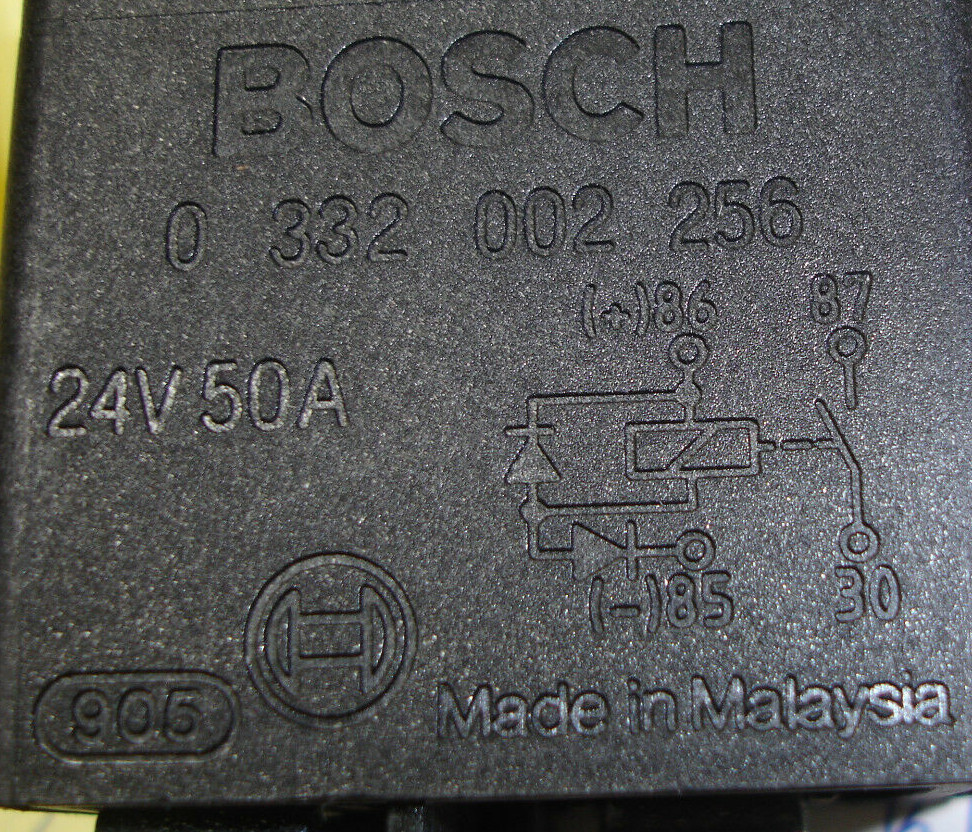 BOSCH
0 332 002 256
(+)86 87
24V 50A
(-)85 30
905
Made in Malaysia